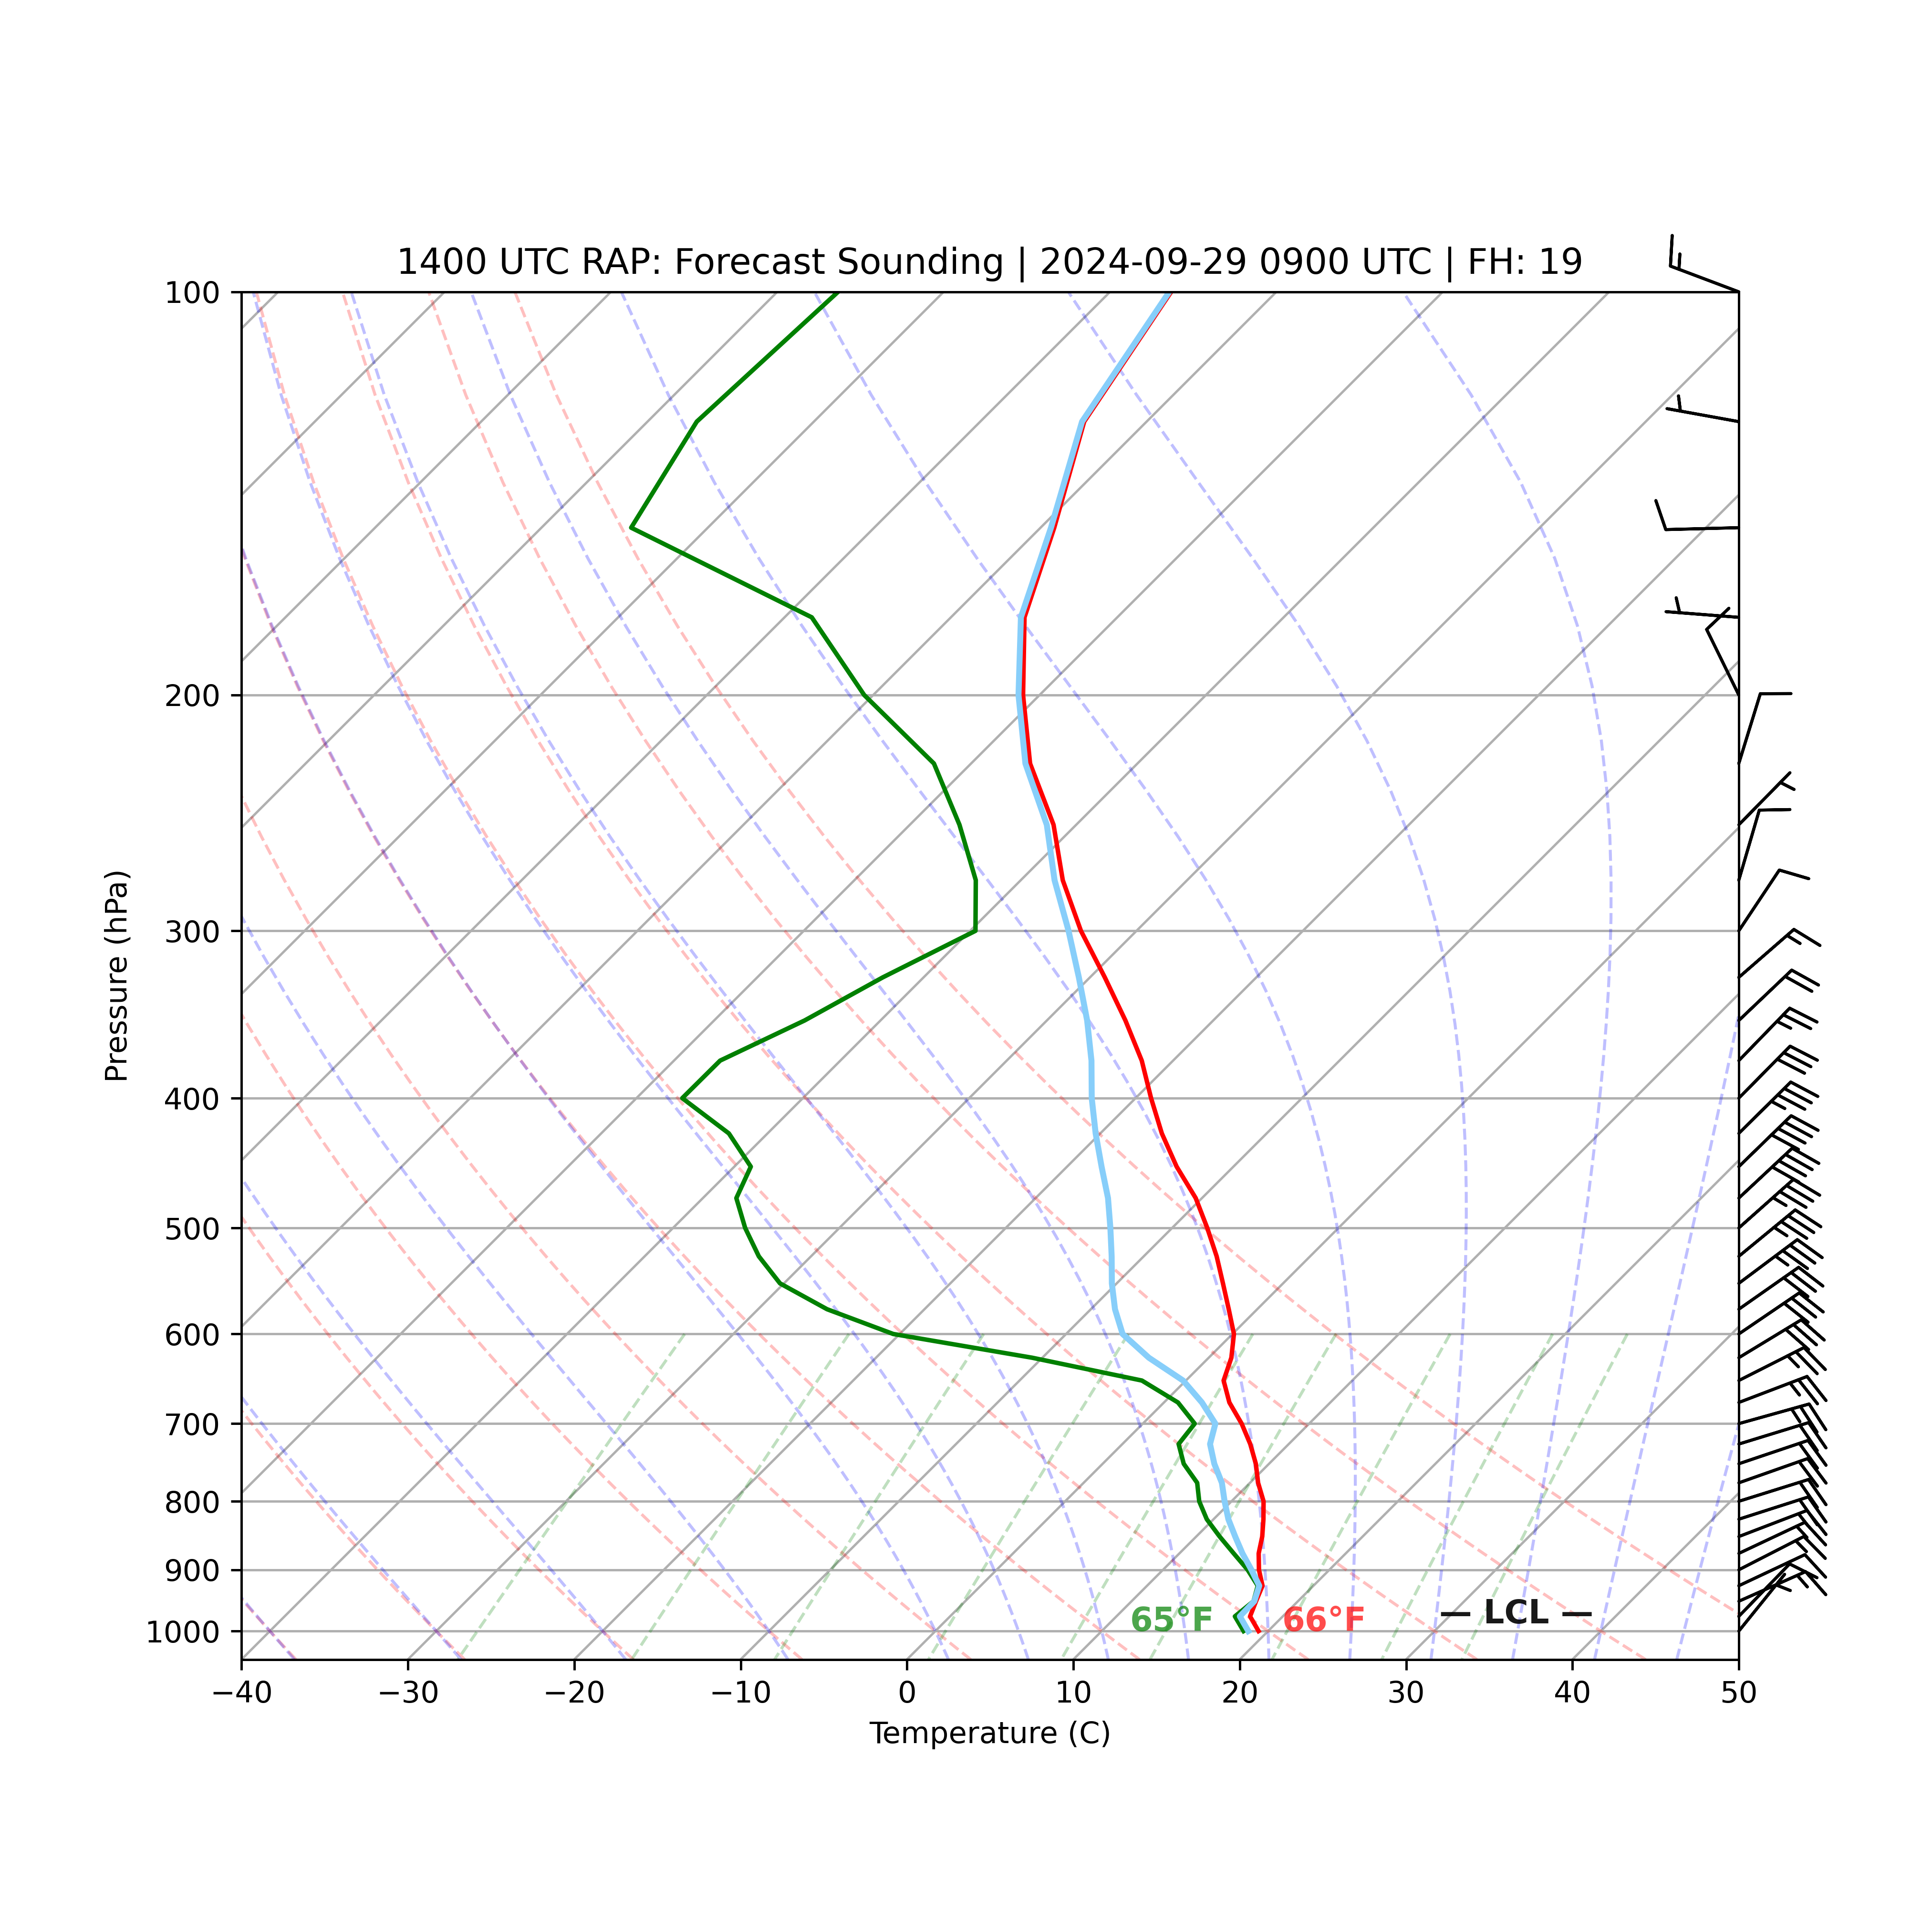 1400 UTC RAP: Forecast Sounding | 2024-09-29 0900 UTC | FH: 19
100
200
300
400
500
600
700
800
900
1000
Pressure (hPa)
65°F
66°F
— LCL —
−40 −30 −20 −10 0 10 20 30 40 50
Temperature (C)